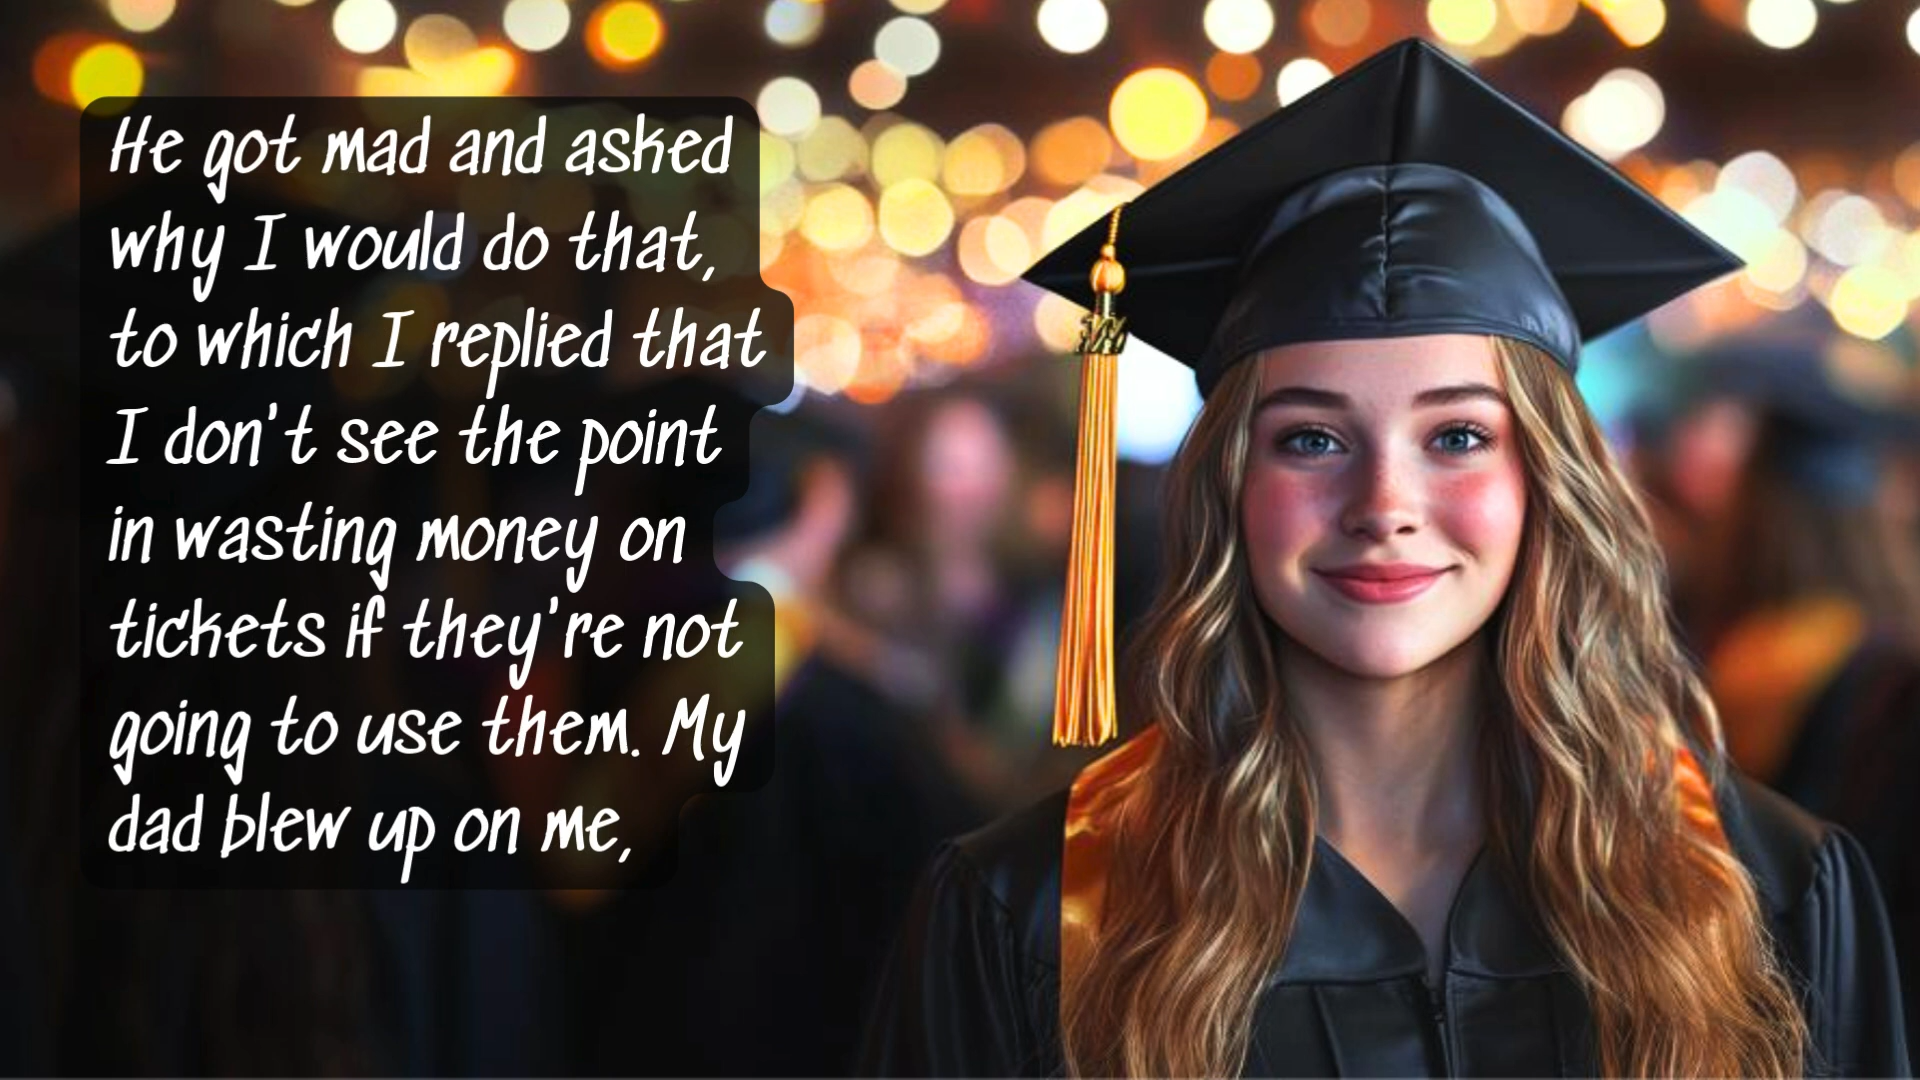 He got mad and asked
why I would do that,
to which I replied that
I don't see the point
in wasting money on
tickets if they're not
going to use them. My
dad blew up on me,